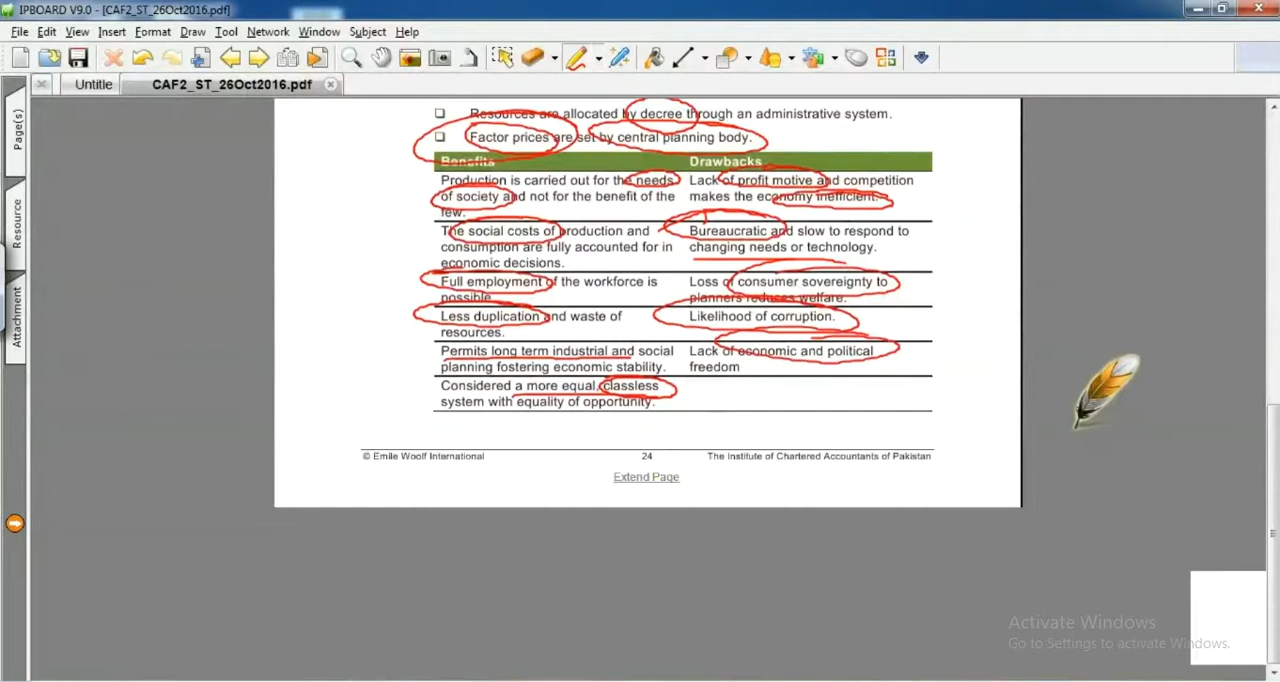 IPBOARD V9.0 - [CAF2_ST_26Oct2016.pdf]
File Edit View Insert Format Draw Tool Network Window Subject Help
Untitle CAF2_ST_26Oct2016.pdf
Page(s)
Resource
Attachment
Resources are allocated by decree through an administrative system.
Factor prices are set by central planning body.
Benefits Drawbacks
Production is carried out for the needs Lack of profit motive and competition
of society and not for the benefit of the makes the economy inefficient.
few.
The social costs of production and Bureaucratic and slow to respond to
consumption are fully accounted for in changing needs or technology.
economic decisions.
Full employment of the workforce is Loss of consumer sovereignty to
possible planners reduces welfare.
Less duplication and waste of Likelihood of corruption.
resources.
Permits long term industrial and social Lack of economic and political
planning fostering economic stability. freedom
Considered a more equal, classless
system with equality of opportunity.
© Emile Woolf International 24 The Institute of Chartered Accountants of Pakistan
Extend Page
Activate Windows
Go to Settings to activate Windows.